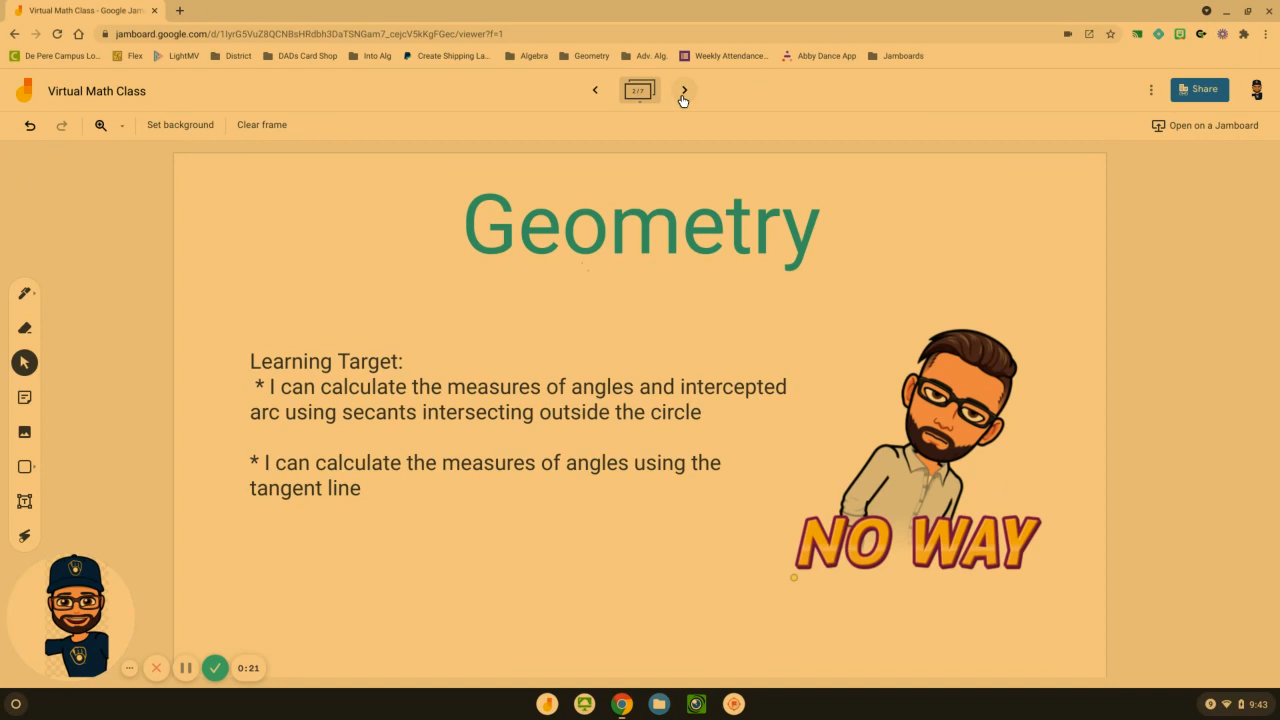 Virtual Math Class - Google Jam
jamboard.google.com/d/1IyrG5VuZ8QCNBsHRdbh3DaTSNGam7_cejcV5kKgFGec/viewer?f=1
De Pere Campus Lo... Flex LightMV District DADs Card Shop Into Alg Create Shipping La... Algebra Geometry Adv. Alg. Weekly Attendance... Abby Dance App Jamboards
Virtual Math Class 2/7 Share
Set background Clear frame Open on a Jamboard
Geometry
Learning Target:
* I can calculate the measures of angles and intercepted
arc using secants intersecting outside the circle
* I can calculate the measures of angles using the
tangent line
NO WAY
0:21
9:43